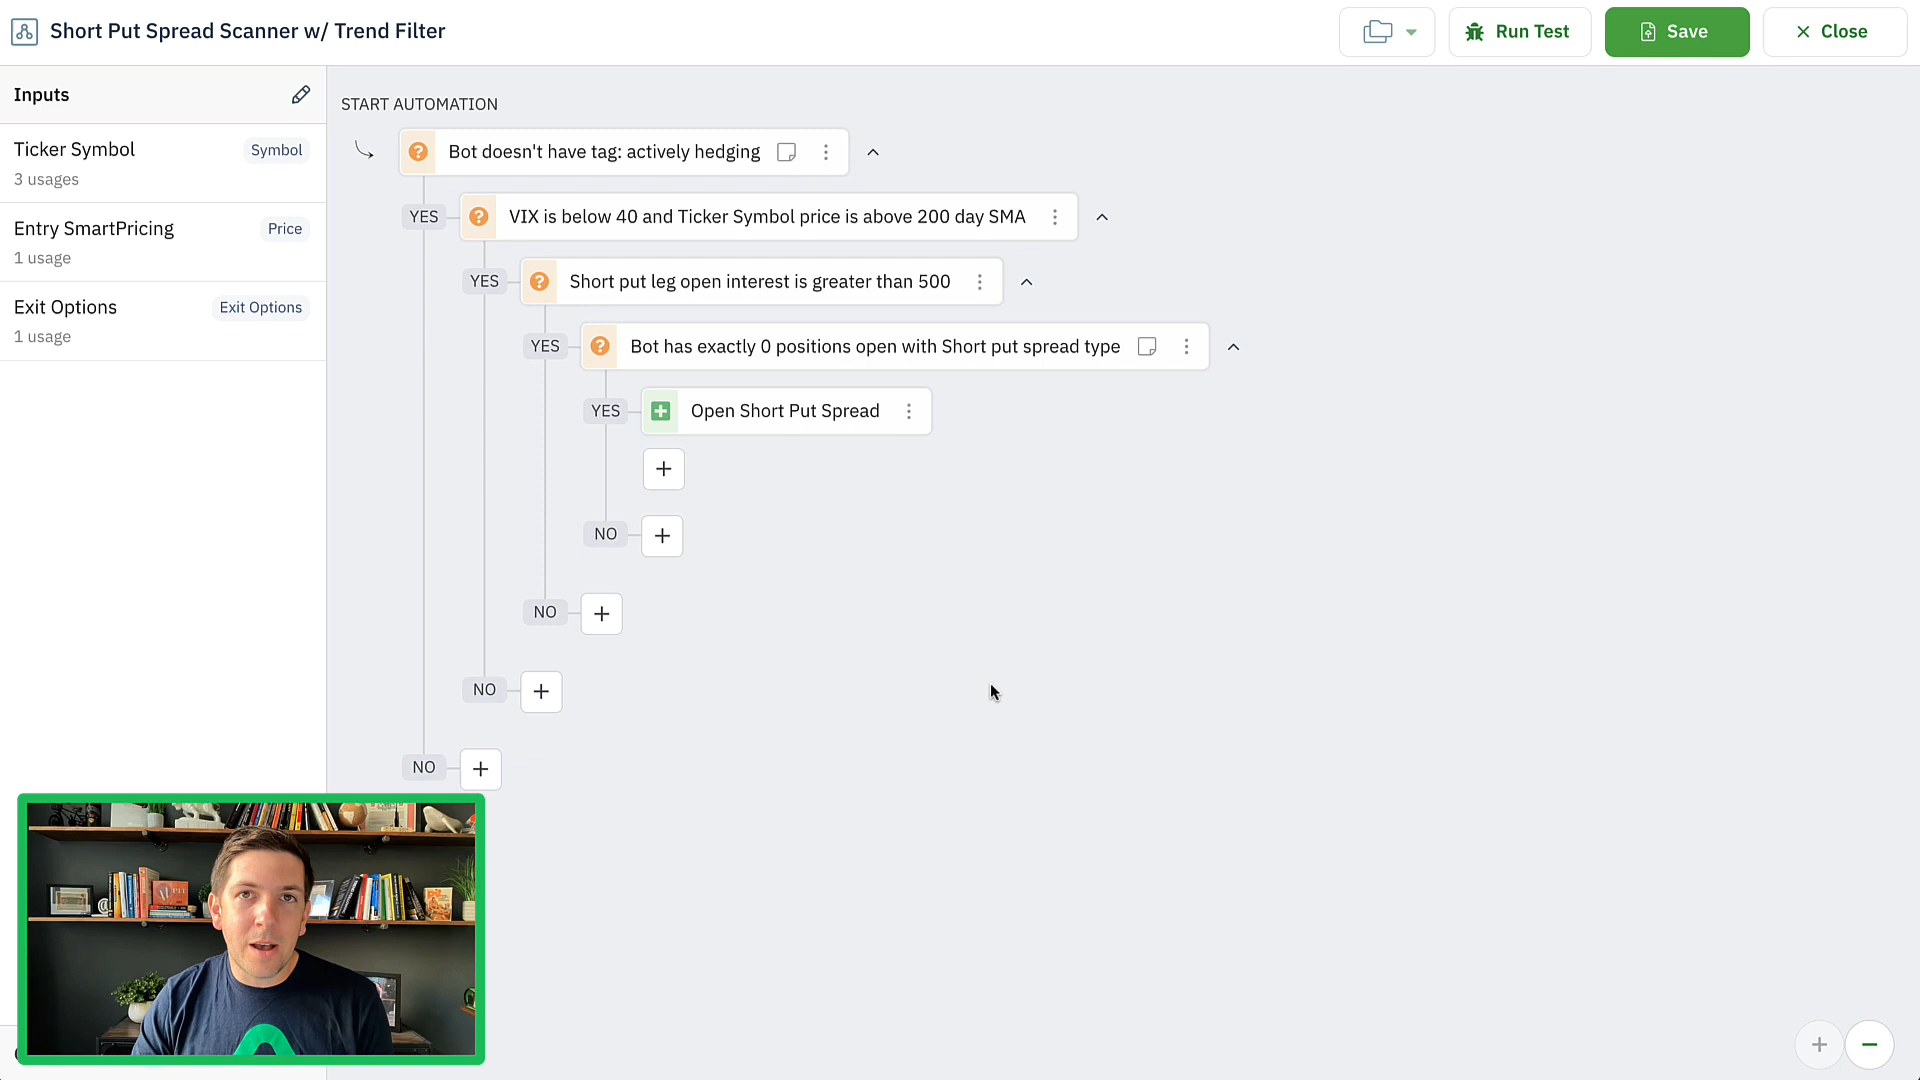 Short Put Spread Scanner w/ Trend Filter
Run Test
Save
Close
Inputs
Ticker Symbol
Symbol
3 usages
Entry SmartPricing
Price
1 usage
Exit Options
Exit Options
1 usage
START AUTOMATION
Bot doesn't have tag: actively hedging
YES
VIX is below 40 and Ticker Symbol price is above 200 day SMA
YES
Short put leg open interest is greater than 500
YES
Bot has exactly 0 positions open with Short put spread type
YES
Open Short Put Spread
NO
NO
NO
NO